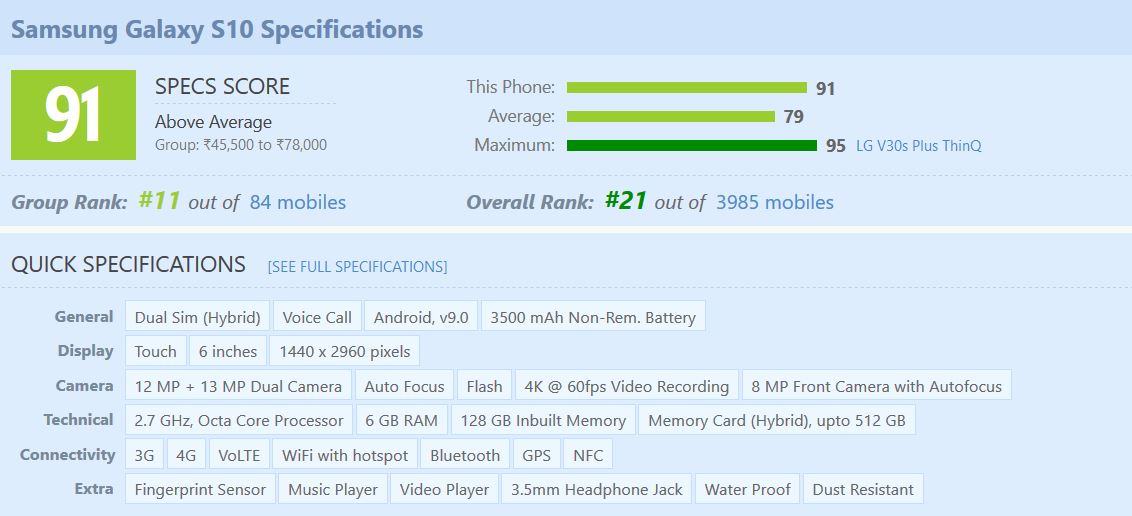 Samsung Galaxy S10 Specifications
91
SPECS SCORE
Above Average
Group: ₹45,500 to ₹78,000
This Phone: 91
Average: 79
Maximum: 95 LG V30s Plus ThinQ
Group Rank: #11 out of 84 mobiles
Overall Rank: #21 out of 3985 mobiles
QUICK SPECIFICATIONS [SEE FULL SPECIFICATIONS]
General Dual Sim (Hybrid) Voice Call Android, v9.0 3500 mAh Non-Rem. Battery
Display Touch 6 inches 1440 x 2960 pixels
Camera 12 MP + 13 MP Dual Camera Auto Focus Flash 4K @ 60fps Video Recording 8 MP Front Camera with Autofocus
Technical 2.7 GHz, Octa Core Processor 6 GB RAM 128 GB Inbuilt Memory Memory Card (Hybrid), upto 512 GB
Connectivity 3G 4G VoLTE WiFi with hotspot Bluetooth GPS NFC
Extra Fingerprint Sensor Music Player Video Player 3.5mm Headphone Jack Water Proof Dust Resistant